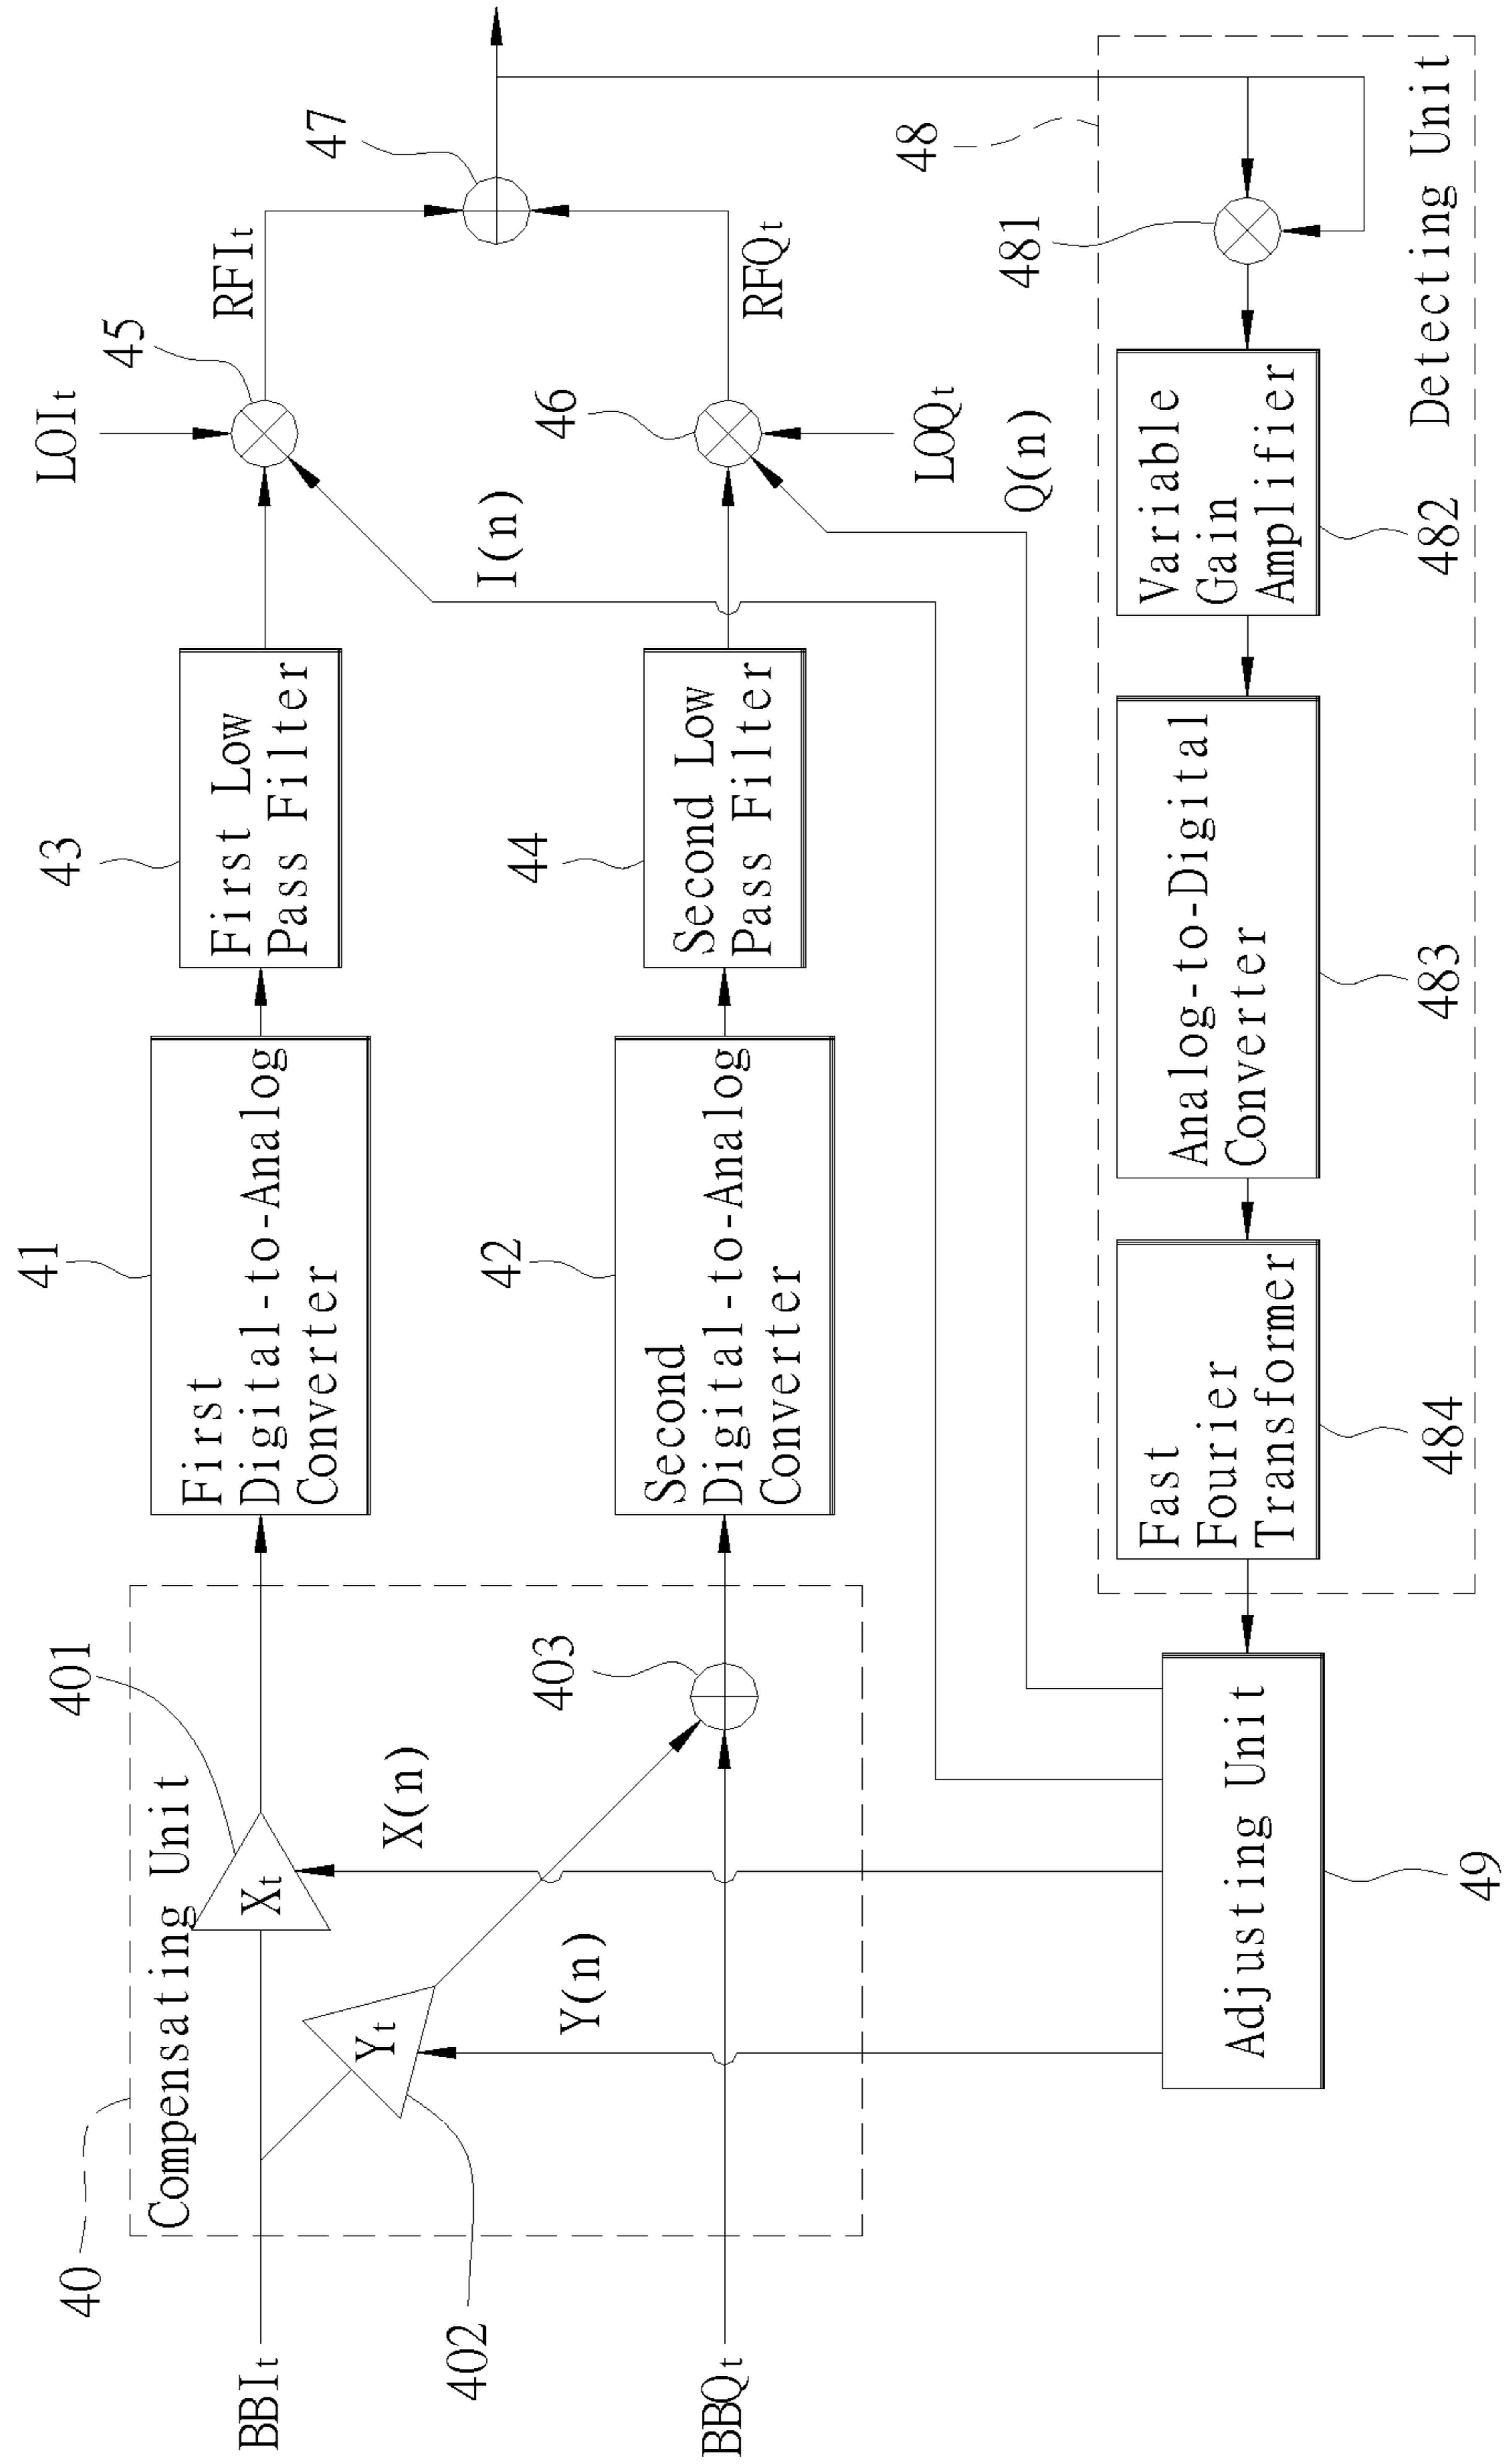 40
Compensating Unit
401
41
First
Digital-to-Analog
Converter
43
First Low
Pass Filter
LOIt
45
RFIt
47
BBIt
Xt
X(n)
I(n)
402
Yt
Y(n)
403
42
Second
Digital-to-Analog
Converter
44
Second Low
Pass Filter
46
RFQt
BBQt
LOQt
Q(n)
48
481
49
Adjusting Unit
Fast
Fourier
Transformer
484
Analog-to-Digital
Converter
483
Variable
Gain
Amplifier
482
Detecting Unit